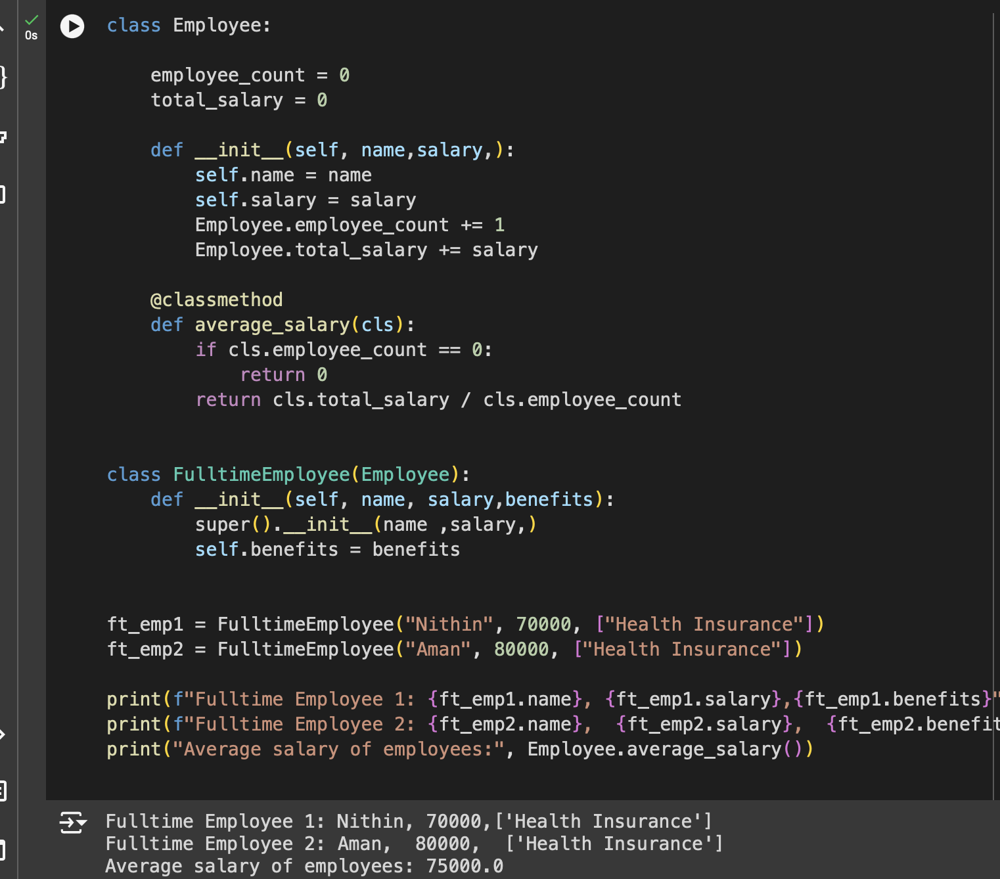 0s
class Employee:
    employee_count = 0
    total_salary = 0
    def __init__(self, name,salary,):
        self.name = name
        self.salary = salary
        Employee.employee_count += 1
        Employee.total_salary += salary
    @classmethod
    def average_salary(cls):
        if cls.employee_count == 0:
            return 0
        return cls.total_salary / cls.employee_count
class FulltimeEmployee(Employee):
    def __init__(self, name, salary,benefits):
        super().__init__(name ,salary,)
        self.benefits = benefits
ft_emp1 = FulltimeEmployee("Nithin", 70000, ["Health Insurance"])
ft_emp2 = FulltimeEmployee("Aman", 80000, ["Health Insurance"])
print(f"Fulltime Employee 1: {ft_emp1.name}, {ft_emp1.salary},{ft_emp1.benefits}"
print(f"Fulltime Employee 2: {ft_emp2.name},  {ft_emp2.salary},  {ft_emp2.benefit
print("Average salary of employees:", Employee.average_salary())
Fulltime Employee 1: Nithin, 70000,['Health Insurance']
Fulltime Employee 2: Aman,  80000,  ['Health Insurance']
Average salary of employees: 75000.0